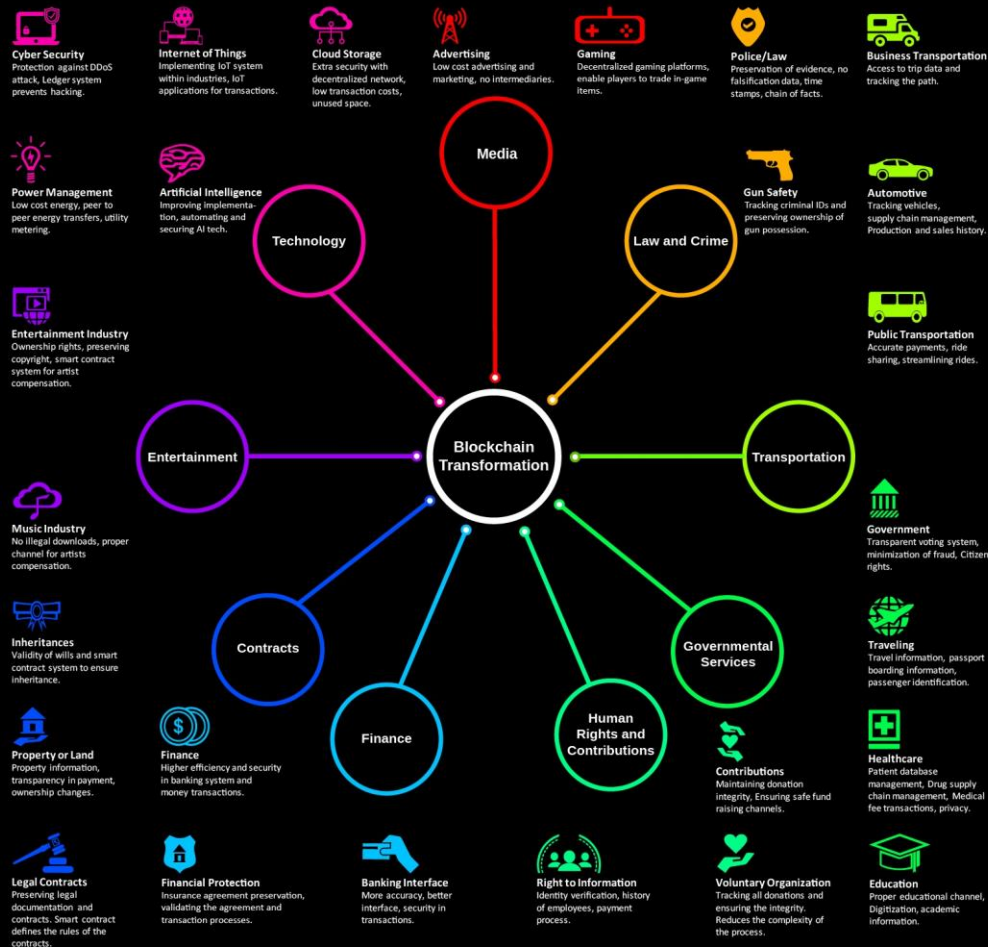 Cyber Security
Protection against DDoS
attack, Ledger system
prevents hacking.
Internet of Things
Implementing IoT system
within industries, IoT
applications for transactions.
Cloud Storage
Extra security with
decentralized network,
low transaction costs,
unused space.
Advertising
Low cost advertising and
marketing, no intermediaries.
Gaming
Decentralized gaming platforms,
enable players to trade in-game
items.
Police/Law
Preservation of evidence, no
falsification data, time
stamps, chain of facts.
Business Transportation
Access to trip data and
tracking the path.
Media
Power Management
Low cost energy, peer to
peer energy transfers, utility
metering.
Artificial Intelligence
Improving implementa-
tion, automating and
securing AI tech.
Technology
Law and Crime
Gun Safety
Tracking criminal IDs and
preserving ownership of
gun possession.
Automotive
Tracking vehicles,
supply chain management,
Production and sales history.
Entertainment Industry
Ownership rights, preserving
copyright, smart contract
system for artist
compensation.
Public Transportation
Accurate payments, ride
sharing, streamlining rides.
Entertainment
Blockchain
Transformation
Transportation
Music Industry
No illegal downloads, proper
channel for artists
compensation.
Government
Transparent voting system,
minimization of fraud, Citizen
rights.
Inheritances
Validity of wills and smart
contract system to ensure
inheritance.
Contracts
Governmental
Services
Traveling
Travel information, passport
boarding information,
passenger identification.
Property or Land
Property information,
transparency in payment,
ownership changes.
Finance
Higher efficiency and security
in banking system and
money transactions.
Finance
Human
Rights and
Contributions
Contributions
Maintaining donation
integrity, Ensuring safe fund
raising channels.
Healthcare
Patient database
management, Drug supply
chain management, Medical
fee transactions, privacy.
Legal Contracts
Preserving legal
documentation and
contracts. Smart contract
defines the rules of the
contracts.
Financial Protection
Insurance agreement preservation,
validating the agreement and
transaction processes.
Banking Interface
More accuracy, better
interface, security in
transactions.
Right to Information
Identity verification, history
of employees, payment
process.
Voluntary Organization
Tracking all donations and
ensuring the integrity.
Reduces the complexity of
the process.
Education
Proper educational channel,
Digitization, academic
information.